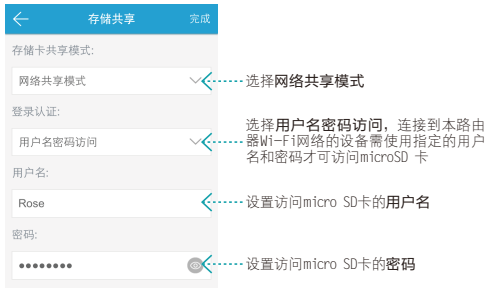 存储共享 完成
存储卡共享模式:
网络共享模式
选择网络共享模式
登录认证:
用户名密码访问
选择用户名密码访问，连接到本路由
器Wi-Fi网络的设备需使用指定的用户
名和密码才可访问microSD 卡
用户名:
Rose
设置访问micro SD卡的用户名
密码:
●●●●●●●●
设置访问micro SD卡的密码